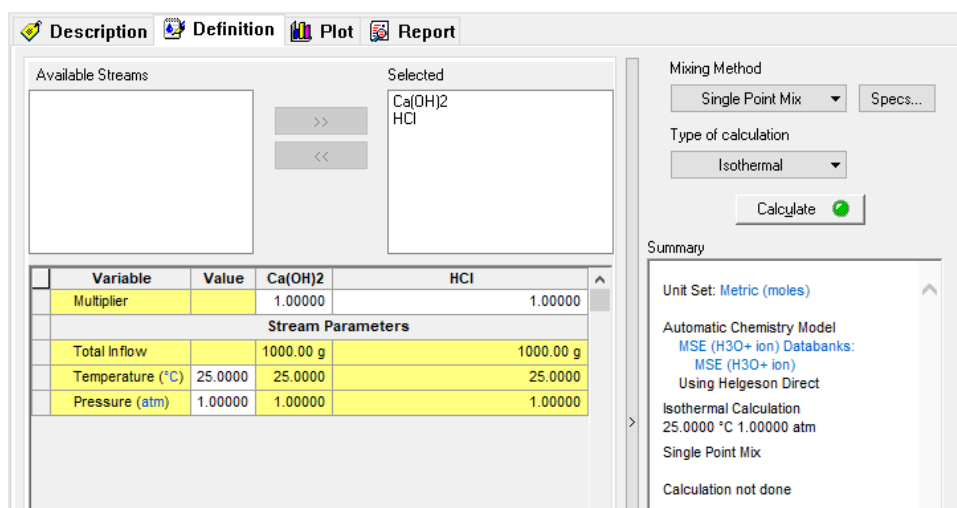 Description Definition Plot Report
Available Streams
Selected
Ca(OH)2
HCl
>>
<<
Mixing Method
Single Point Mix
Specs...
Type of calculation
Isothermal
Calculate
Summary
Unit Set: Metric (moles)
Automatic Chemistry Model
MSE (H3O+ ion) Databanks:
MSE (H3O+ ion)
Using Helgeson Direct
Isothermal Calculation
25.0000 °C 1.00000 atm
Single Point Mix
Calculation not done
>
Variable Value Ca(OH)2 HCl
Multiplier 1.00000 1.00000
Stream Parameters
Total Inflow 1000.00 g 1000.00 g
Temperature (°C) 25.0000 25.0000 25.0000
Pressure (atm) 1.00000 1.00000 1.00000